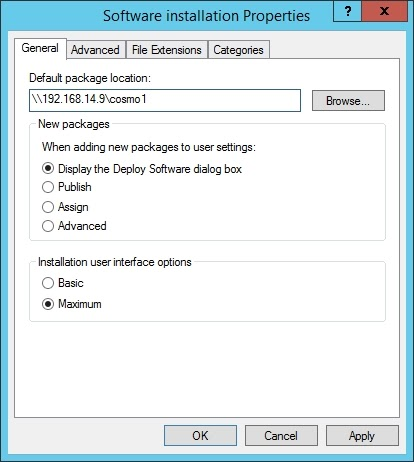 Software installation Properties
?
x
General
Advanced
File Extensions
Categories
Default package location:
\\192.168.14.9\cosmo1
Browse...
New packages
When adding new packages to user settings:
Display the Deploy Software dialog box
Publish
Assign
Advanced
Installation user interface options
Basic
Maximum
OK
Cancel
Apply